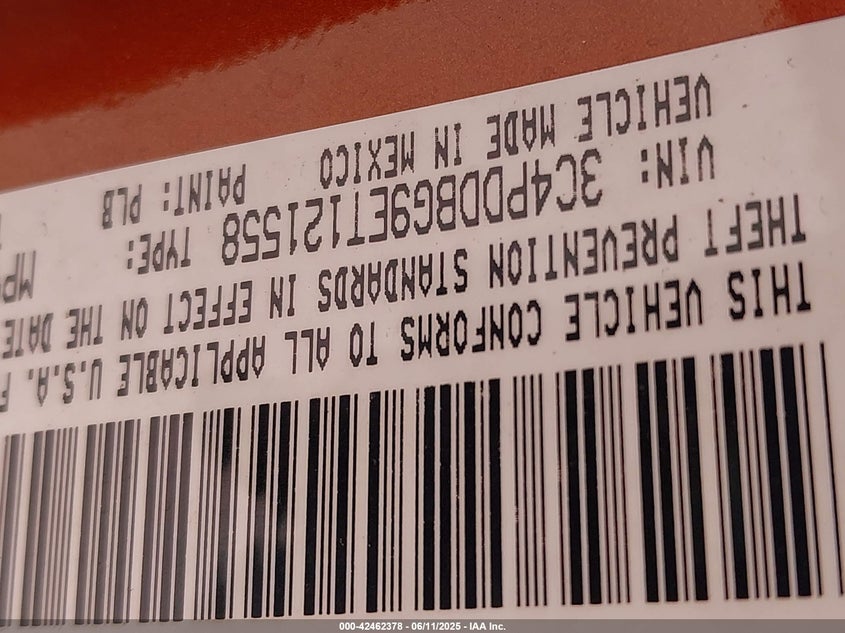 THIS VEHICLE CONFORMS TO ALL APPLICABLE U.S.A. F
THEFT PREVENTION STANDARDS IN EFFECT ON THE DATE
VIN: 3C4PDDBG9ET121558 TYPE: MP
VEHICLE MADE IN MEXICO PAINT: PLB
000-42462378 - 06/11/2025 - IAA Inc.